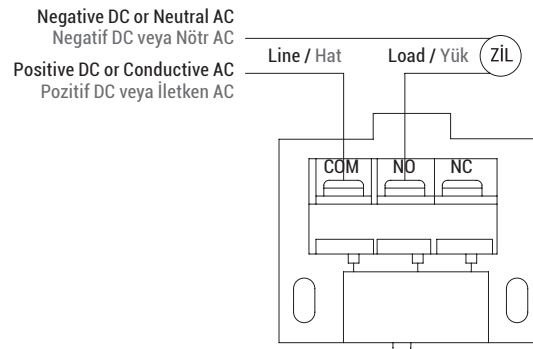 Negative DC or Neutral AC
Negatif DC veya Nötr AC
Positive DC or Conductive AC
Pozitif DC veya İletken AC
Line / Hat
Load / Yük
ZİL
COM
NO
NC